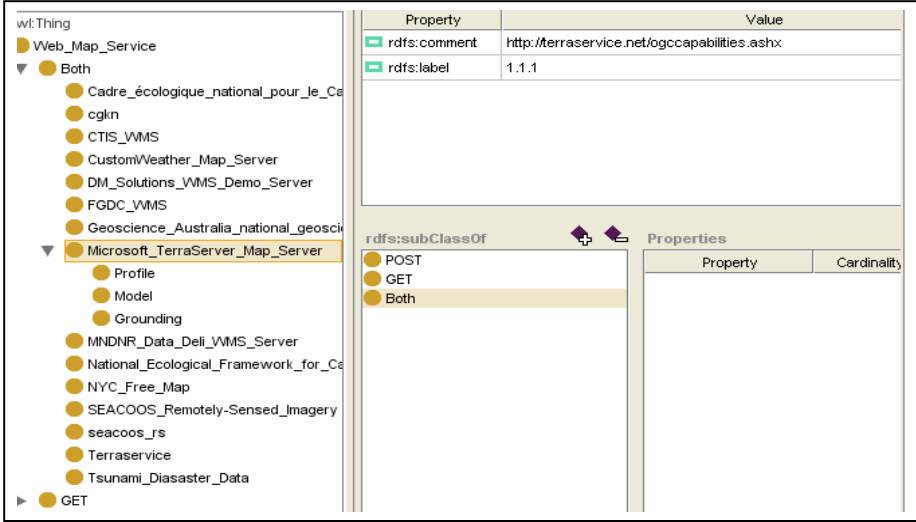 wl:Thing
Web_Map_Service
Both
Cadre_écologique_national_pour_le_Ca
cgkn
CTIS_WMS
CustomWeather_Map_Server
DM_Solutions_WMS_Demo_Server
FGDC_WMS
Geoscience_Australia_national_geosci
Microsoft_TerraServer_Map_Server
Profile
Model
Grounding
MNDNR_Data_Deli_WMS_Server
National_Ecological_Framework_for_Ca
NYC_Free_Map
SEACOOS_Remotely-Sensed_Imagery
seacoos_rs
Terraservice
Tsunami_Diasaster_Data
GET
Property Value
rdfs:comment http://terraservice.net/ogccapabilities.ashx
rdfs:label 1.1.1
rdfs:subClassOf
POST
GET
Both
Properties
Property Cardinality